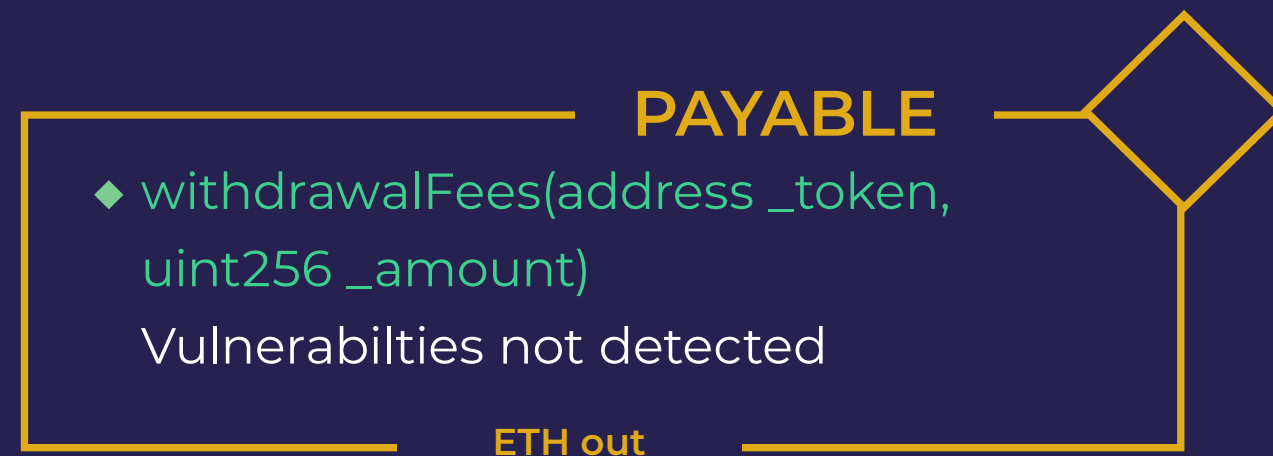 PAYABLE
withdrawalFees(address _token,
uint256 _amount)
Vulnerabilties not detected
ETH out